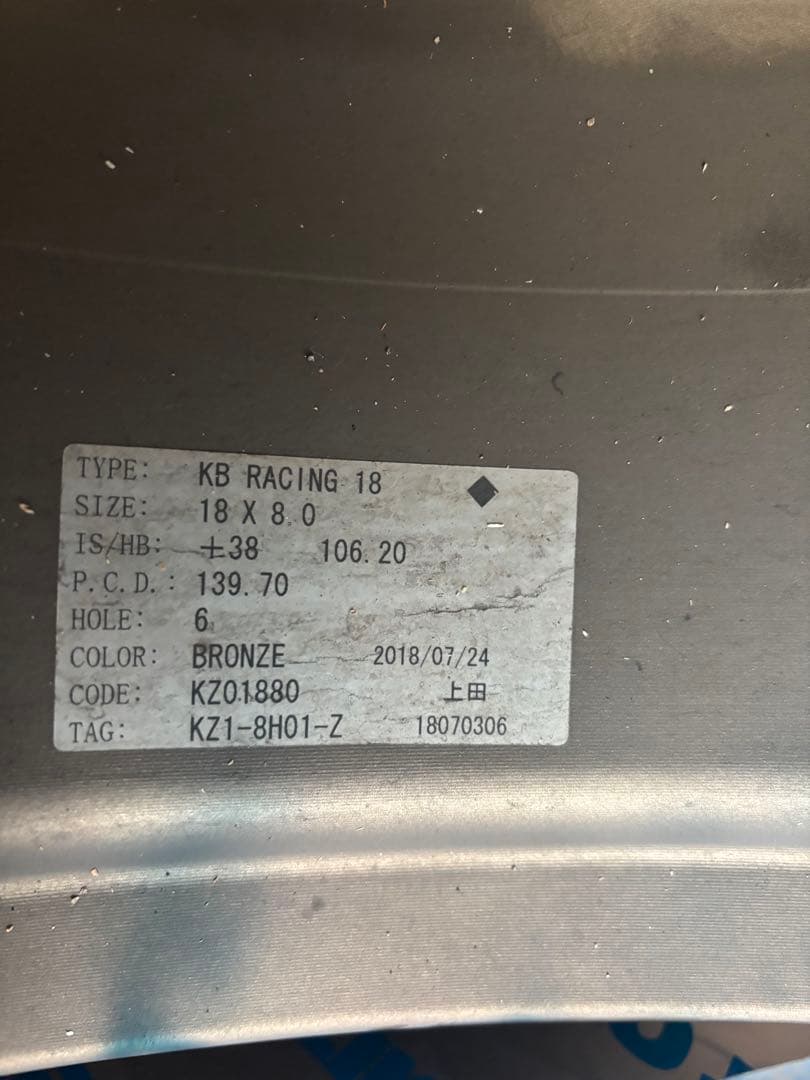 TYPE: KB RACING 18 ◆
SIZE: 18 X 8.0
IS/HB: +38 106.20
P.C.D.: 139.70
HOLE: 6
COLOR: BRONZE 2018/07/24
CODE: KZ01880 上田
TAG: KZ1-8H01-Z 18070306